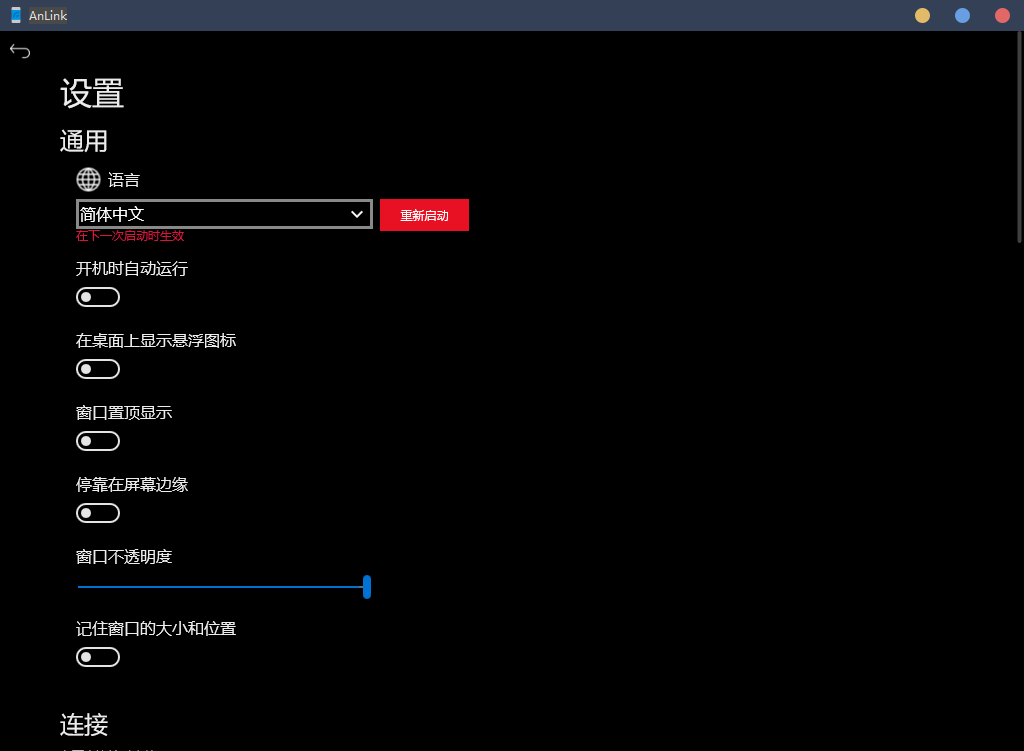 AnLink
设置
通用
语言
简体中文
重新启动
在下一次启动时生效
开机时自动运行
在桌面上显示悬浮图标
窗口置顶显示
停靠在屏幕边缘
窗口不透明度
记住窗口的大小和位置
连接